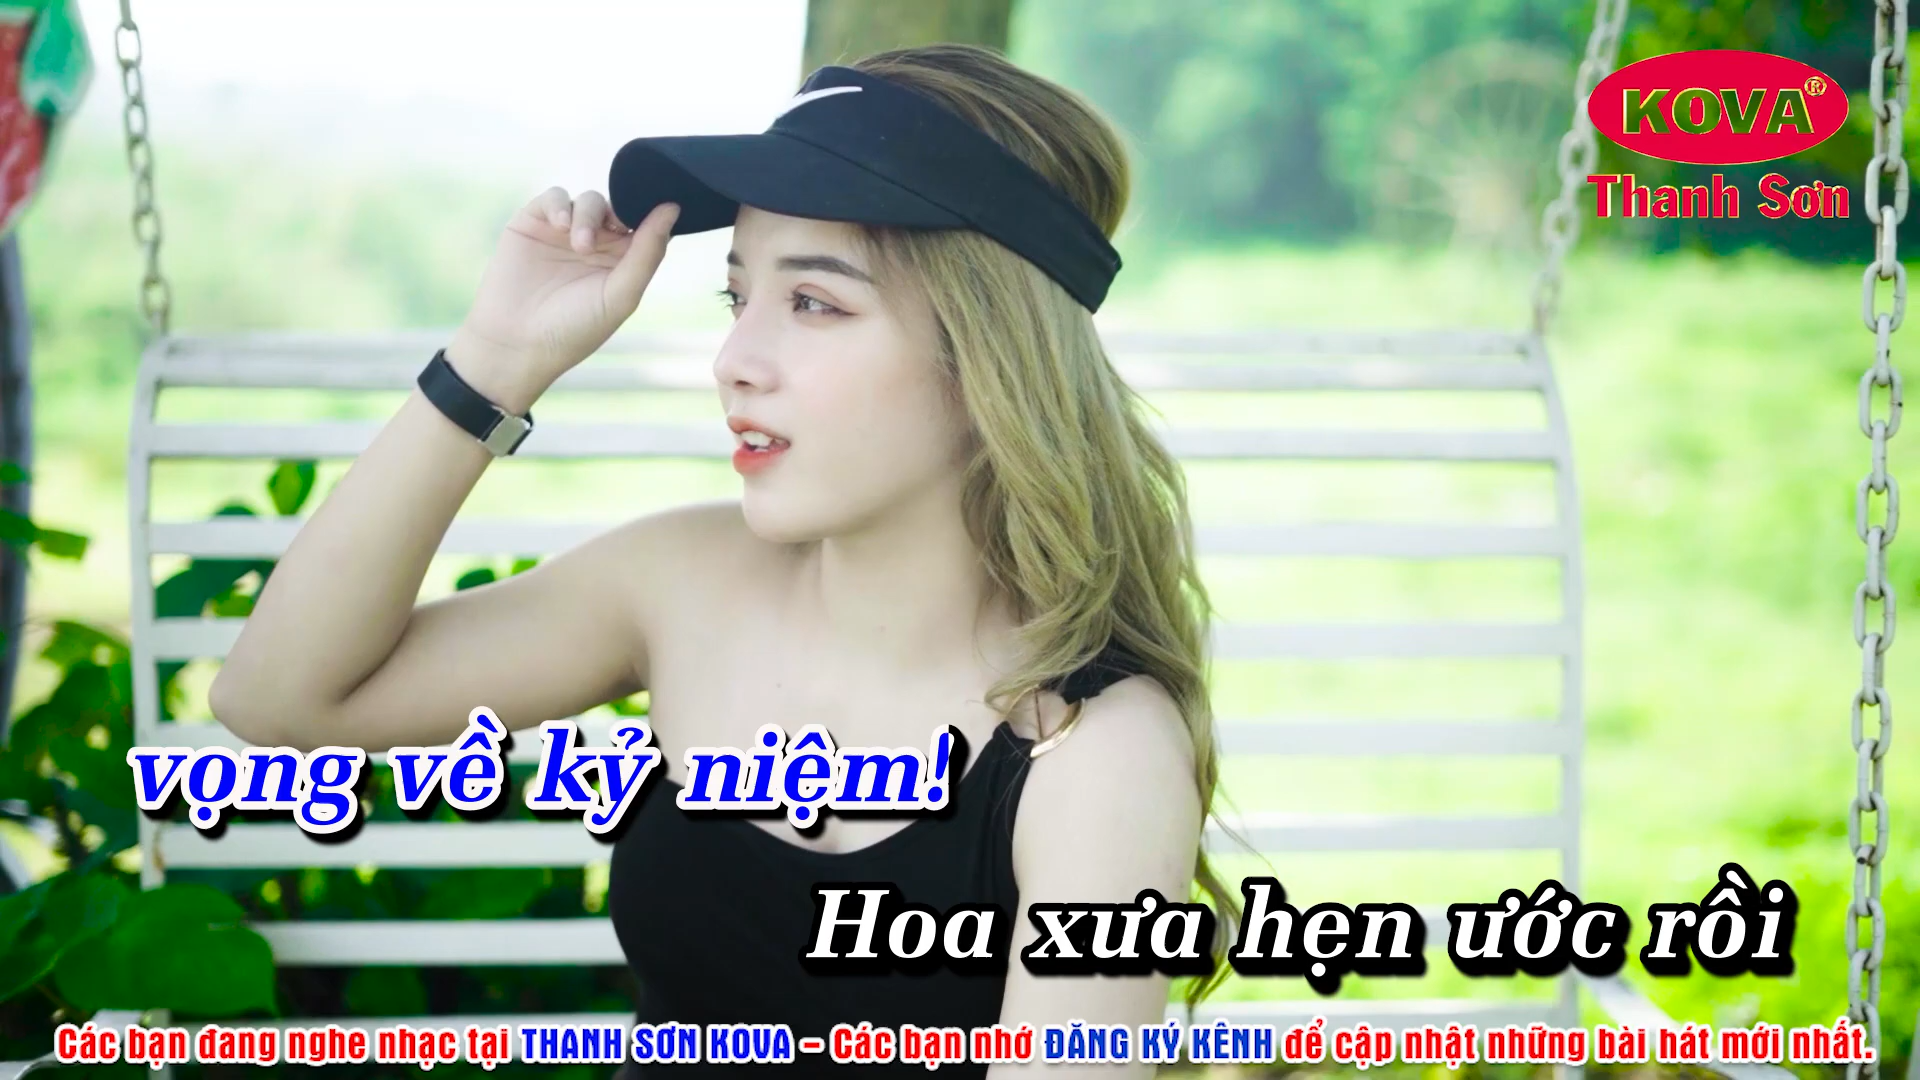 KOVA®
Thanh Sơn
vọng về kỷ niệm!
Hoa xưa hẹn ước rồi
Các bạn đang nghe nhạc tại THANH SƠN KOVA – Các bạn nhớ ĐĂNG KÝ KÊNH để cập nhật những bài hát mới nhất.